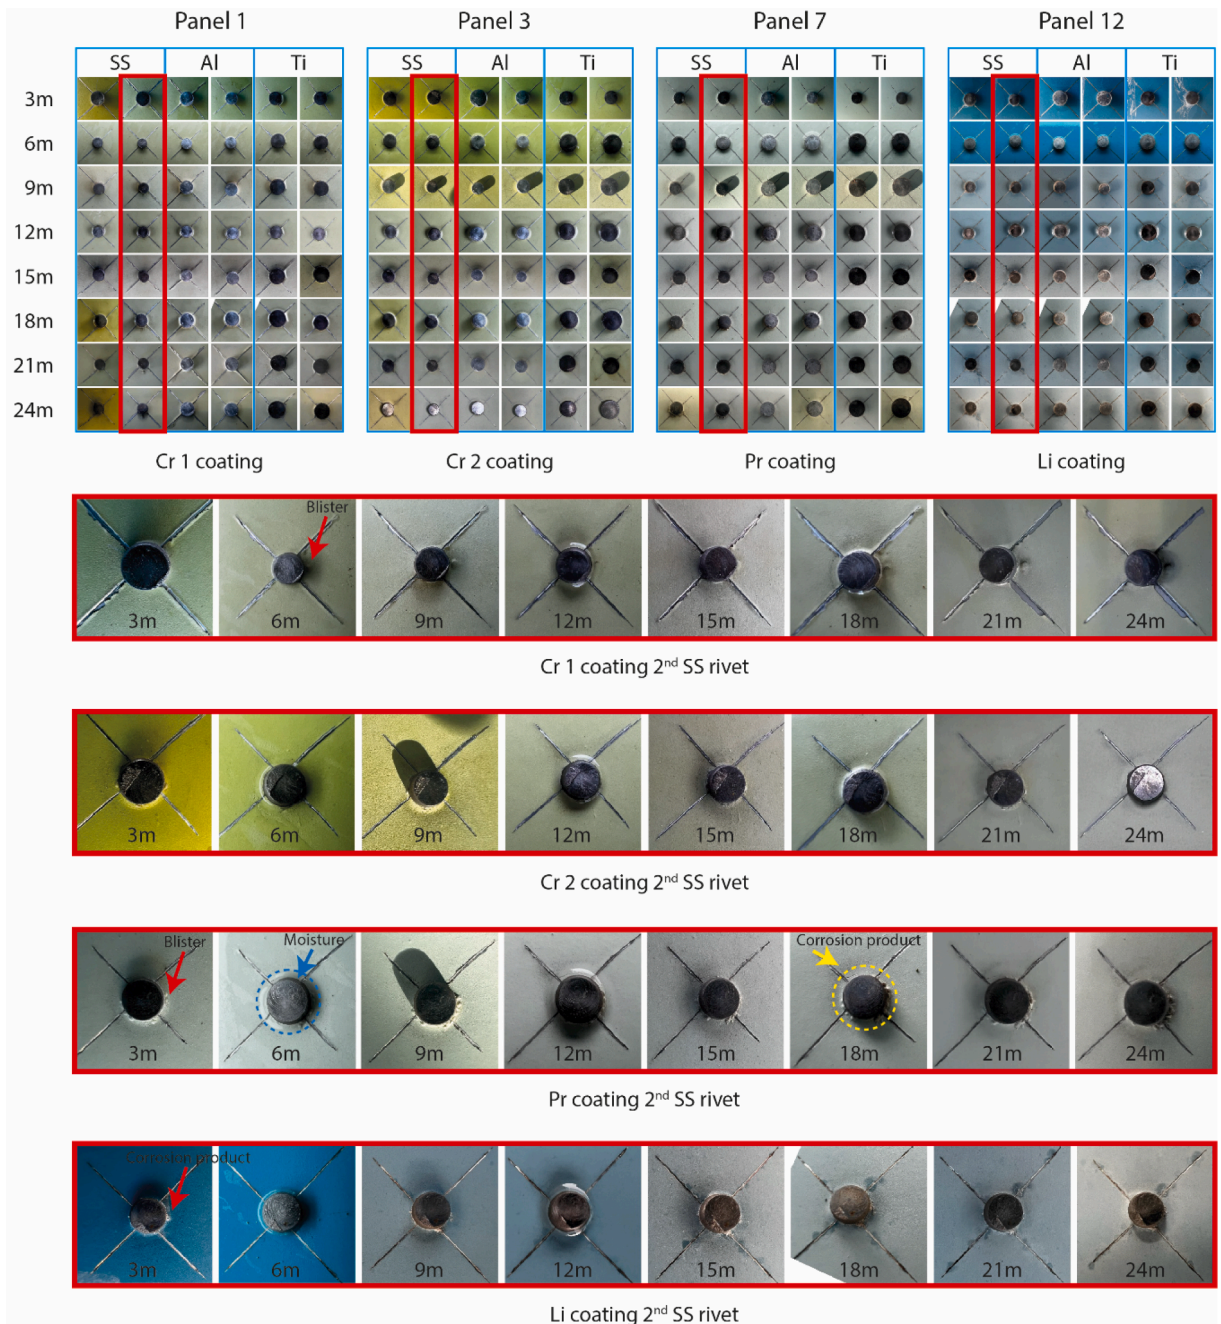 Panel 1 Panel 3 Panel 7 Panel 12
SS Al Ti SS Al Ti SS Al Ti SS Al Ti
3m
6m
9m
12m
15m
18m
21m
24m
Cr 1 coating Cr 2 coating Pr coating Li coating
Blister
3m 6m 9m 12m 15m 18m 21m 24m
Cr 1 coating 2nd SS rivet
3m 6m 9m 12m 15m 18m 21m 24m
Cr 2 coating 2nd SS rivet
Blister Moisture Corrosion product
3m 6m 9m 12m 15m 18m 21m 24m
Pr coating 2nd SS rivet
Corrosion product
3m 6m 9m 12m 15m 18m 21m 24m
Li coating 2nd SS rivet